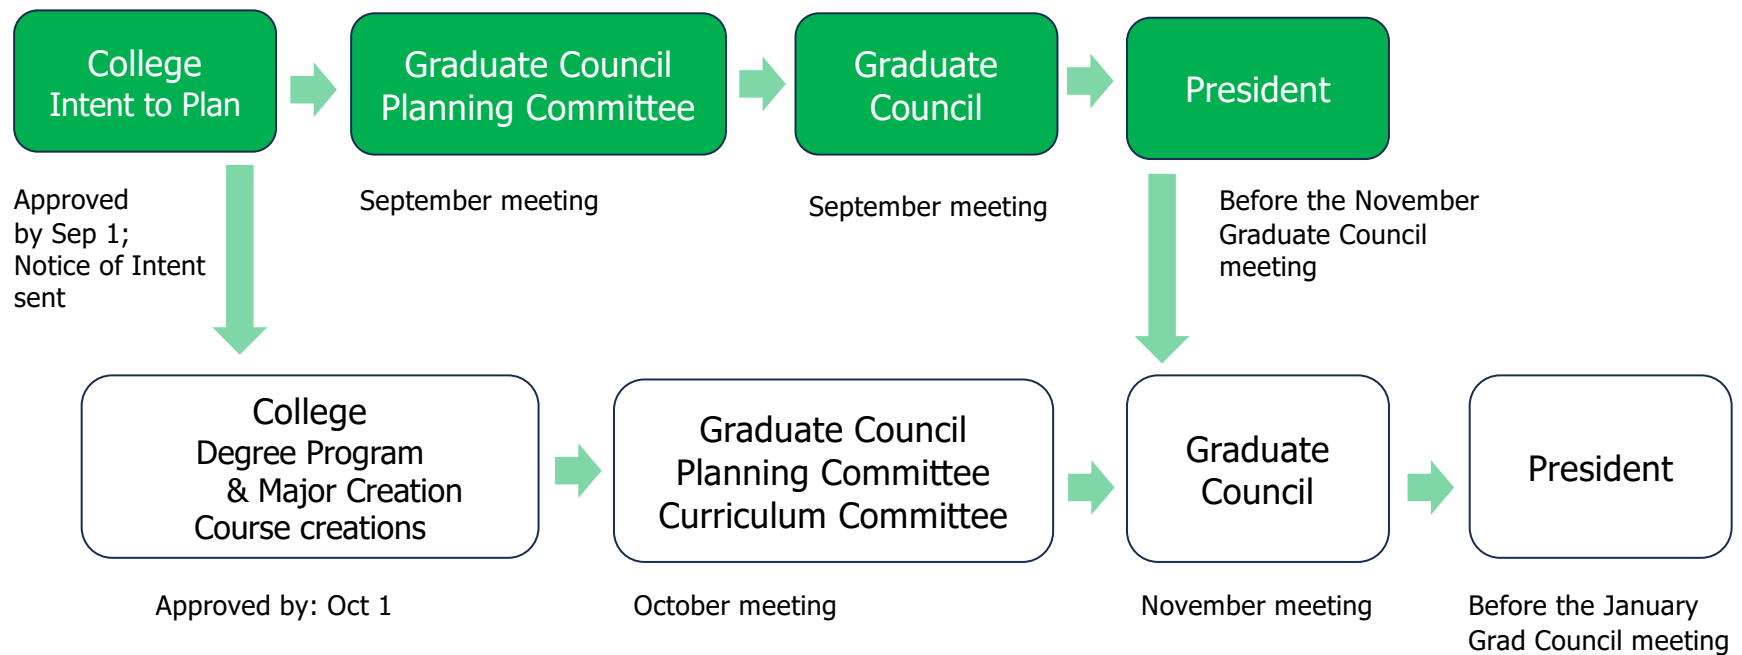 College
Intent to Plan
Graduate Council
Planning Committee
Graduate
Council
President
Approved
by Sep 1;
Notice of Intent
sent
September meeting
September meeting
Before the November
Graduate Council
meeting
College
Degree Program
& Major Creation
Course creations
Graduate Council
Planning Committee
Curriculum Committee
Graduate
Council
President
Approved by: Oct 1
October meeting
November meeting
Before the January
Grad Council meeting